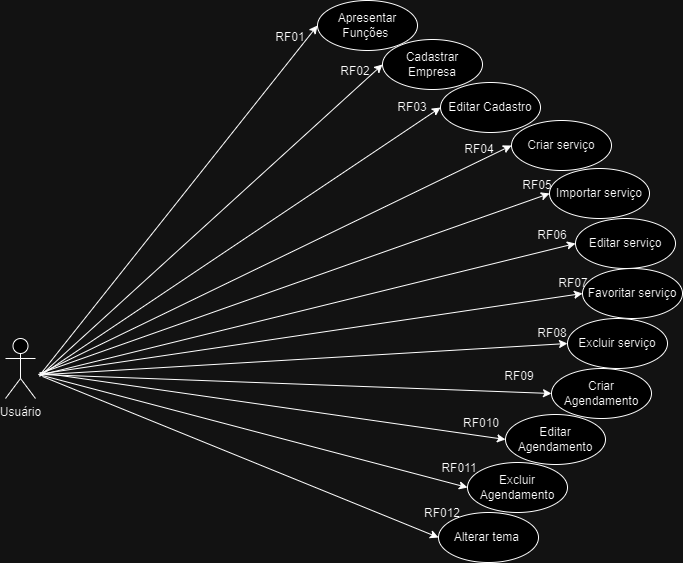 RF01
Apresentar
Funções
RF02
Cadastrar
Empresa
RF03
Editar Cadastro
RF04
Criar serviço
RF05
Importar serviço
RF06
Editar serviço
RF07
Favoritar serviço
RF08
Excluir serviço
RF09
Criar
Agendamento
Usuário
RF010
Editar
Agendamento
RF011
Excluir
Agendamento
RF012
Alterar tema